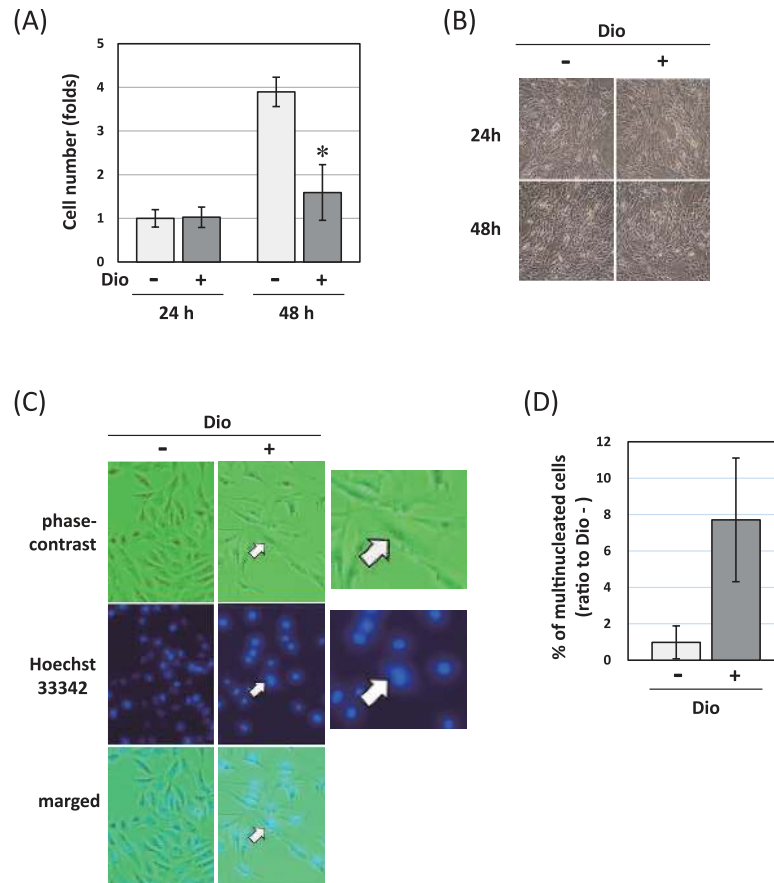 (A)
5
4
3
2
1
0
Cell number (folds)
*
Dio - + - +
24 h 48 h
(B)
Dio
- +
24h
48h
(C)
Dio
- +
phase-
contrast
Hoechst
33342
marged
(D)
12
10
8
6
4
2
0
% of multinucleated cells
(ratio to Dio - )
- +
Dio